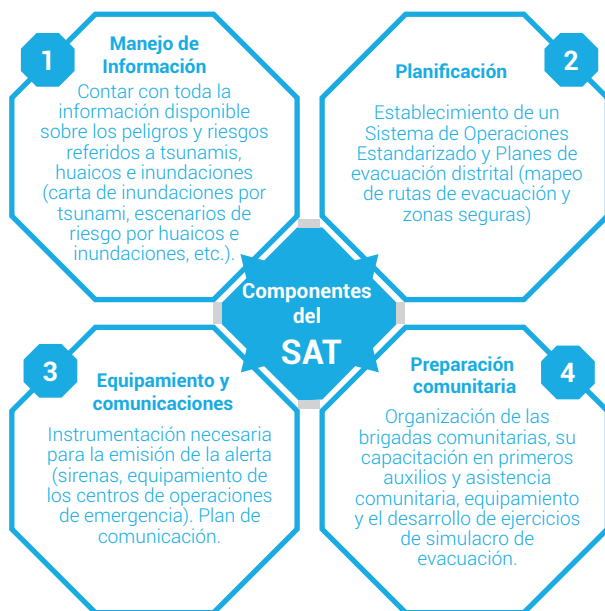 1
Manejo de
Información
Contar con toda la
información disponible
sobre los peligros y riesgos
referidos a tsunamis,
huaicos e inundaciones
(carta de inundaciones por
tsunami, escenarios de
riesgo por huaicos e
inundaciones, etc.).
2
Planificación
Establecimiento de un
Sistema de Operaciones
Estandarizado y Planes de
evacuación distrital (mapeo
de rutas de evacuación y
zonas seguras)
Componentes
del
SAT
3
Equipamiento y
comunicaciones
Instrumentación necesaria
para la emisión de la alerta
(sirenas, equipamiento de
los centros de operaciones
de emergencia). Plan de
comunicación.
4
Preparación
comunitaria
Organización de las
brigadas comunitarias, su
capacitación en primeros
auxilios y asistencia
comunitaria, equipamiento
y el desarrollo de ejercicios
de simulacro de
evacuación.